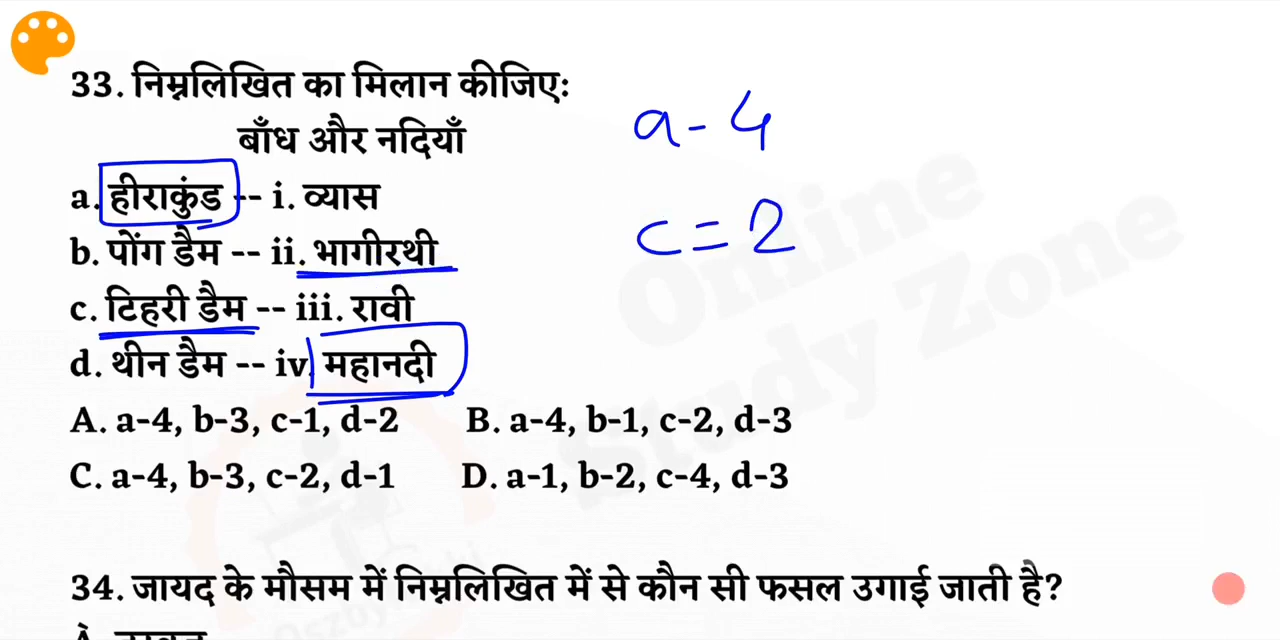 33. निम्नलिखित का मिलान कीजिए:
बाँध और नदियाँ
a. हीराकुंड -- i. व्यास
b. पोंग डैम -- ii. भागीरथी
c. टिहरी डैम -- iii. रावी
d. थीन डैम -- iv. महानदी
a - 4
c = 2
A. a-4, b-3, c-1, d-2 B. a-4, b-1, c-2, d-3
C. a-4, b-3, c-2, d-1 D. a-1, b-2, c-4, d-3
34. जायद के मौसम में निम्नलिखित में से कौन सी फसल उगाई जाती है?
Online
Study Zone